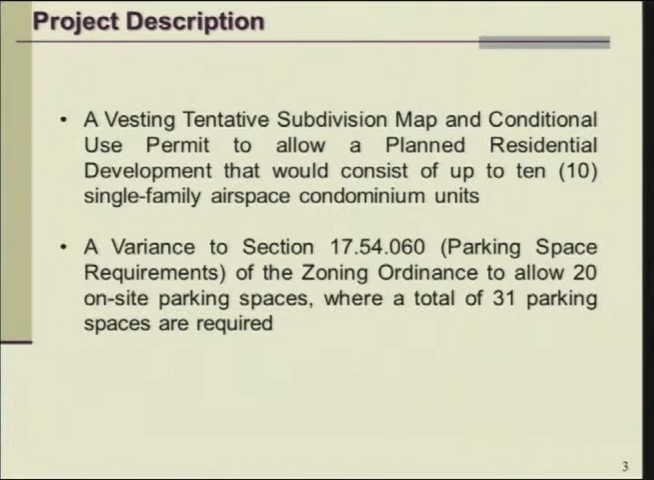 Project Description
• A Vesting Tentative Subdivision Map and Conditional
Use Permit to allow a Planned Residential
Development that would consist of up to ten (10)
single-family airspace condominium units
• A Variance to Section 17.54.060 (Parking Space
Requirements) of the Zoning Ordinance to allow 20
on-site parking spaces, where a total of 31 parking
spaces are required
3